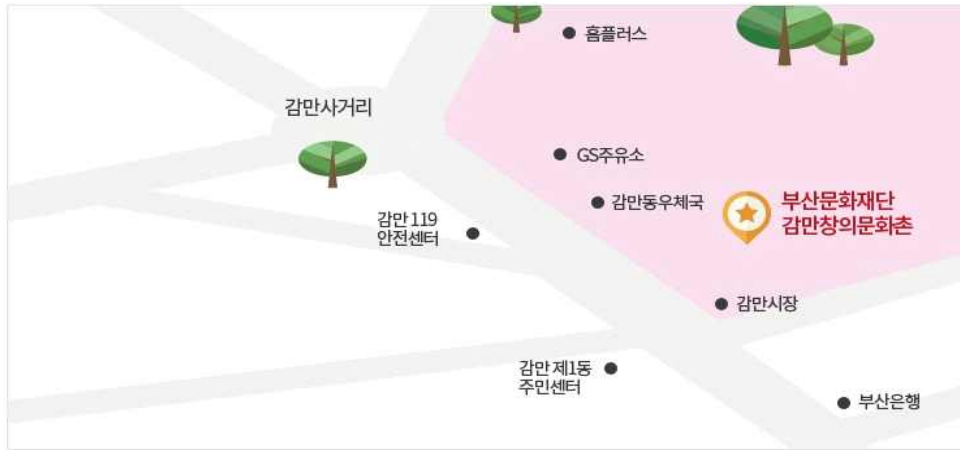 홈플러스
감만사거리
GS주유소
감만동우체국
부산문화재단
감만창의문화촌
감만 119
안전센터
감만시장
감만 제1동
주민센터
부산은행